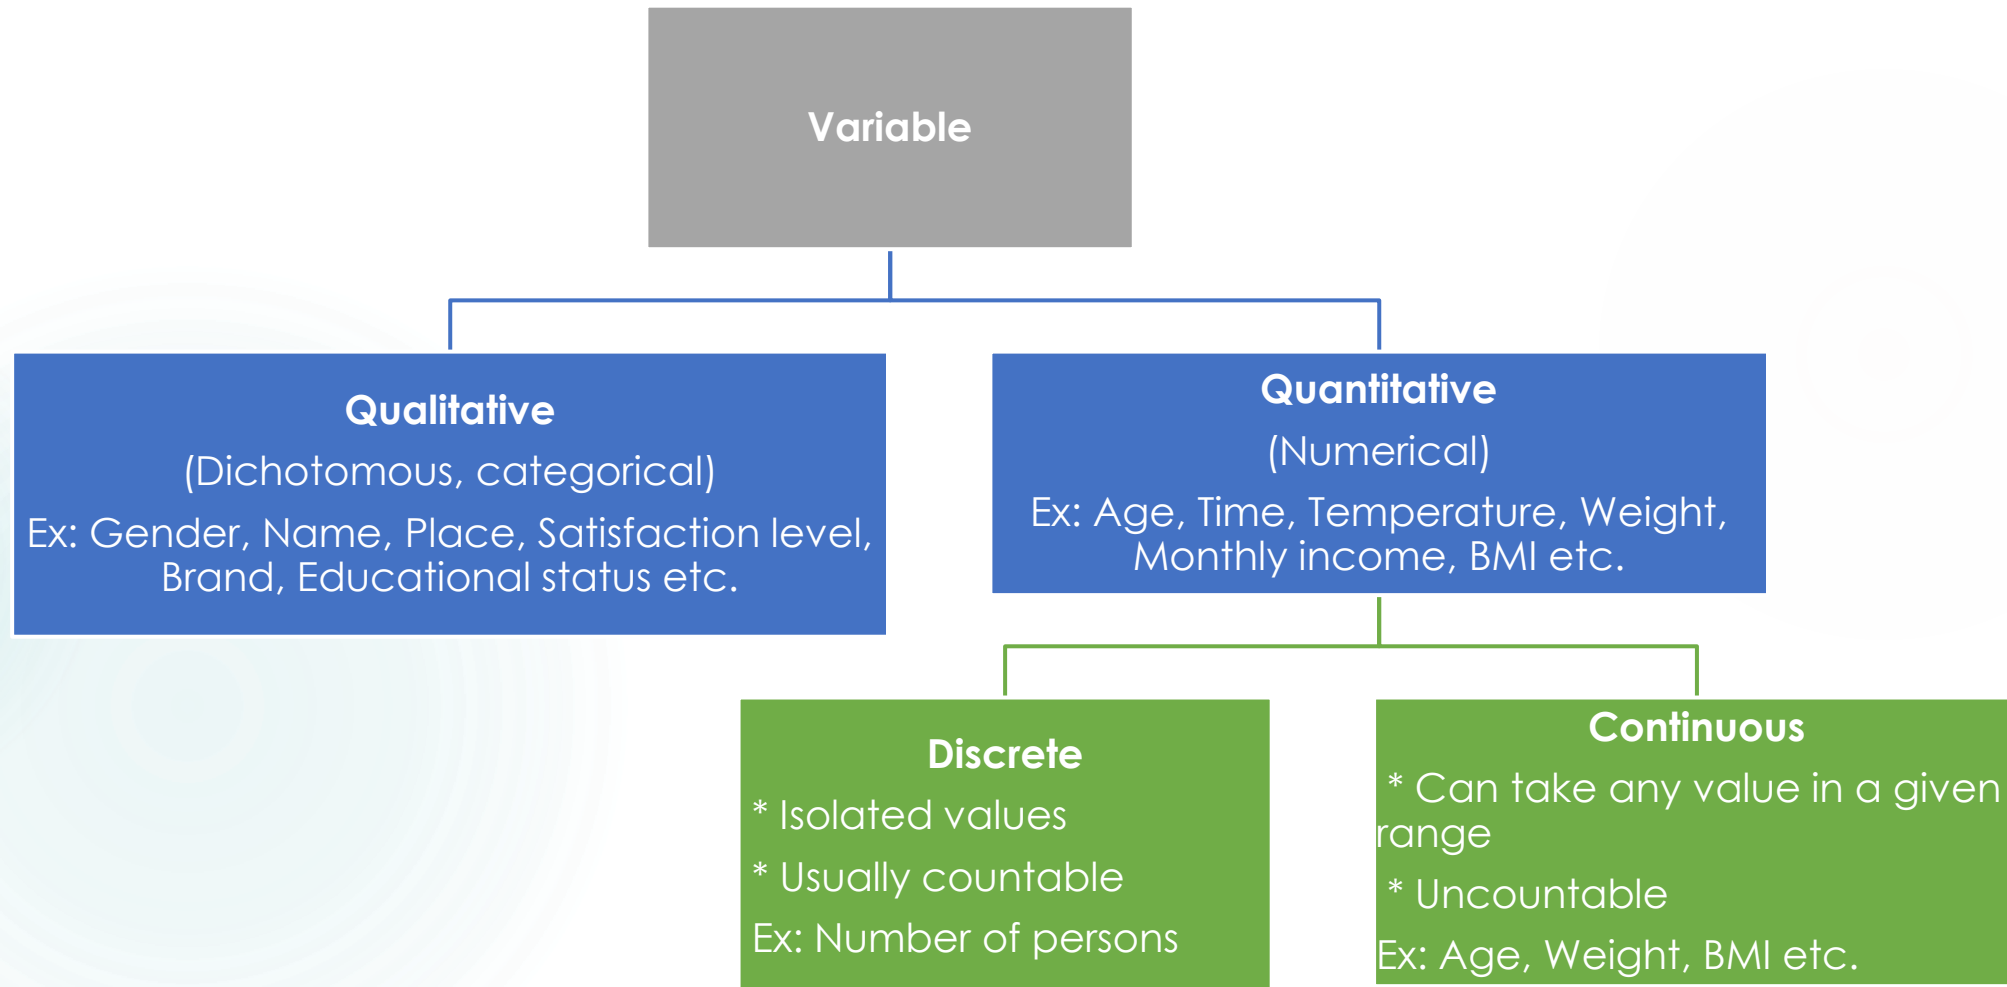 Variable
Qualitative
(Dichotomous, categorical)
Ex: Gender, Name, Place, Satisfaction level,
Brand, Educational status etc.
Quantitative
(Numerical)
Ex: Age, Time, Temperature, Weight,
Monthly income, BMI etc.
Discrete
* Isolated values
* Usually countable
Ex: Number of persons
Continuous
* Can take any value in a given
range
* Uncountable
Ex: Age, Weight, BMI etc.